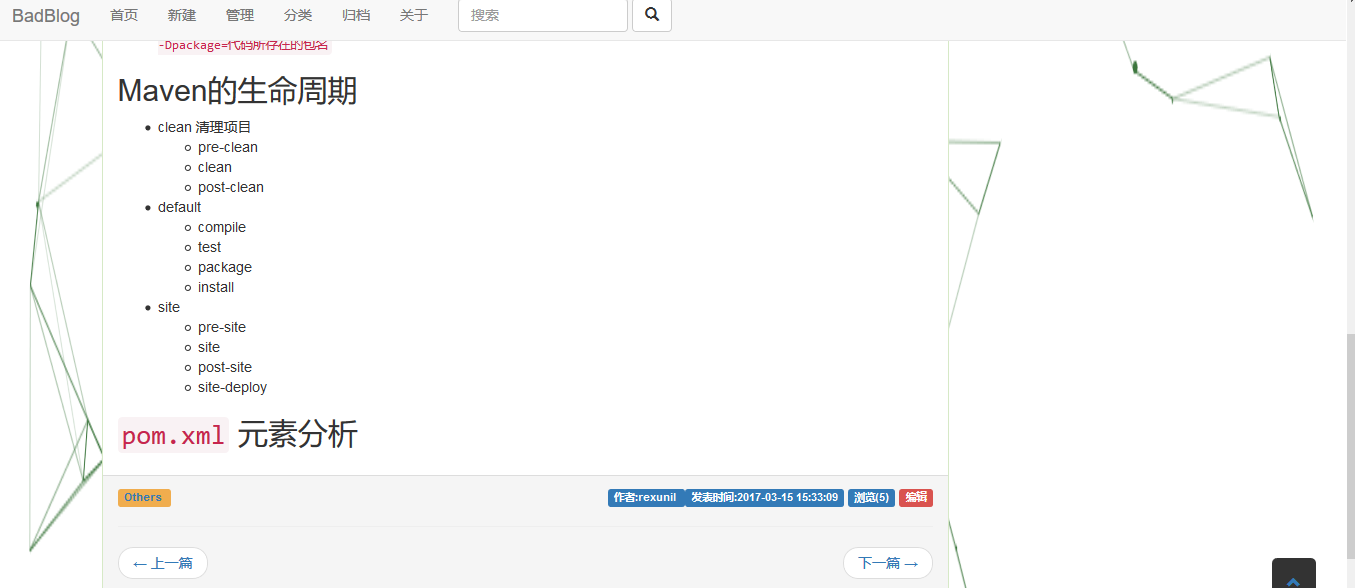 BadBlog 首页 新建 管理 分类 归档 关于 搜索
-Dpackage=代码所存在的包名
Maven的生命周期
clean 清理项目
pre-clean
clean
post-clean
default
compile
test
package
install
site
pre-site
site
post-site
site-deploy
pom.xml 元素分析
Others 作者:rexunil 发表时间:2017-03-15 15:33:09 浏览(5) 编辑
← 上一篇 下一篇 →